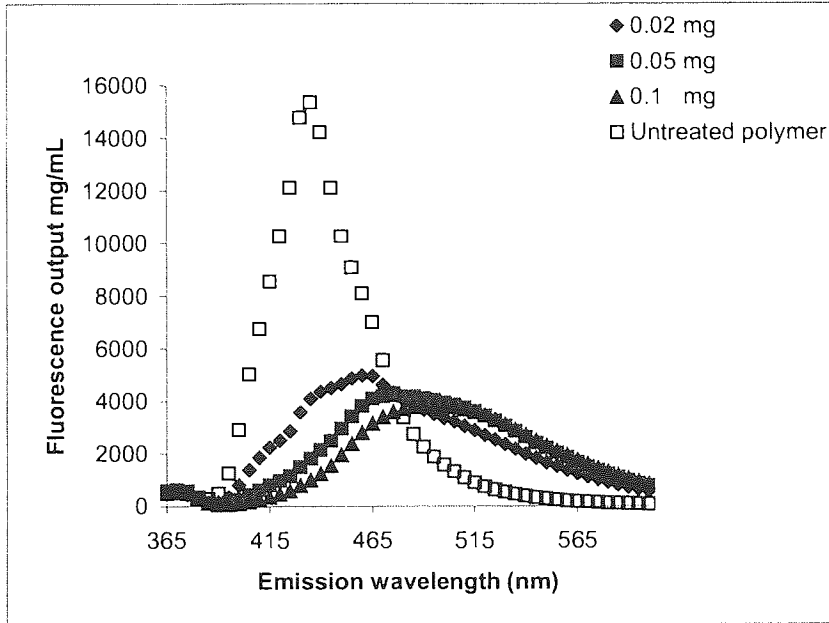 0.02 mg
0.05 mg
0.1 mg
Untreated polymer
16000
14000
12000
10000
8000
6000
4000
2000
0
Fluorescence output mg/mL
365 415 465 515 565
Emission wavelength (nm)